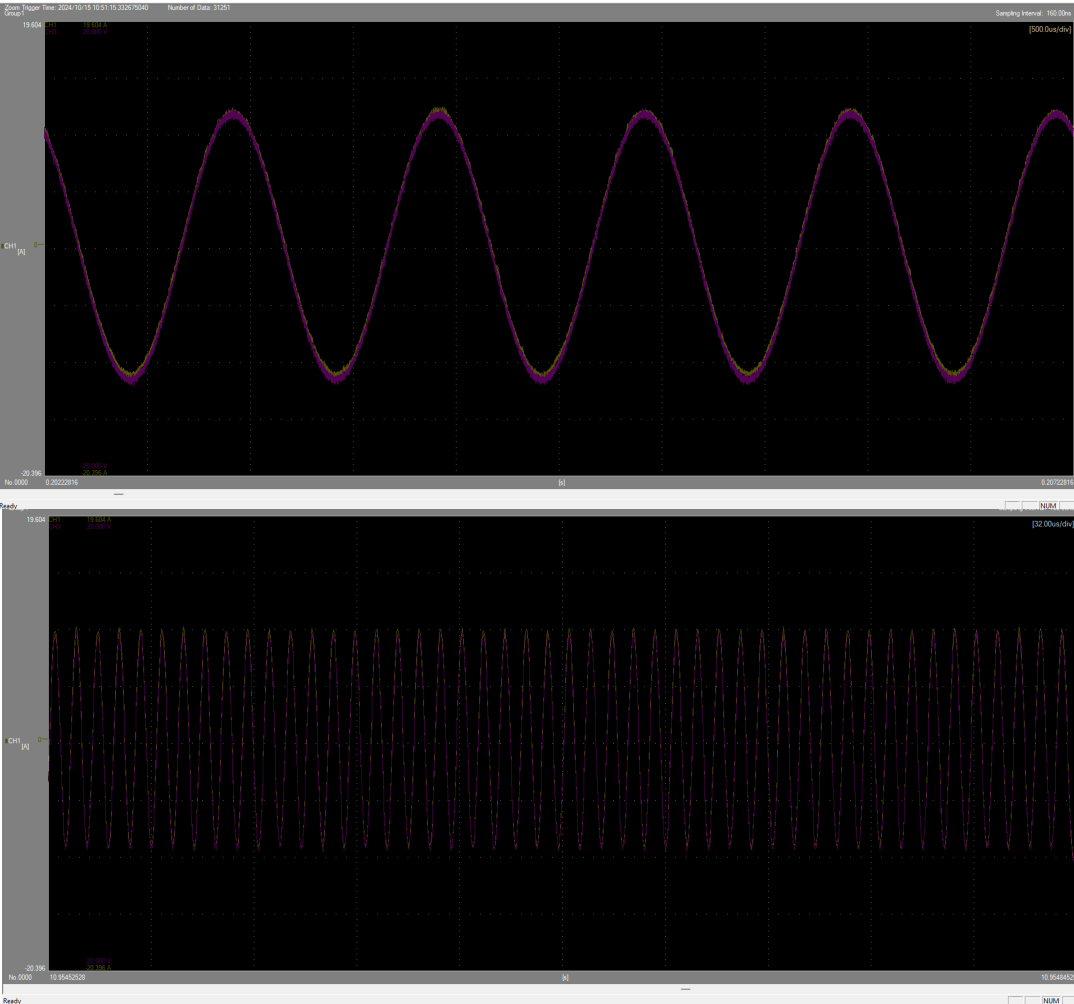 Zoom Trigger Time: 2024/10/15 10:51:15.332675040 Number of Data: 31251
Group1 Sampling Interval: 160.00ns
19.604 CH1 19.604 A [500.0us/div]
CH3 20.000 V
CH1 0
[A]
-20.000 V
-20.396 -20.396 A
No.0000 0.20222816 [s] 0.20722816
Ready NUM
19.604 CH1 19.604 A [32.00us/div]
CH3 20.000 V
CH1 0
[A]
-20.000 V
-20.396 -20.396 A
No.0000 10.95452528 [s] 10.9548452
Ready NUM